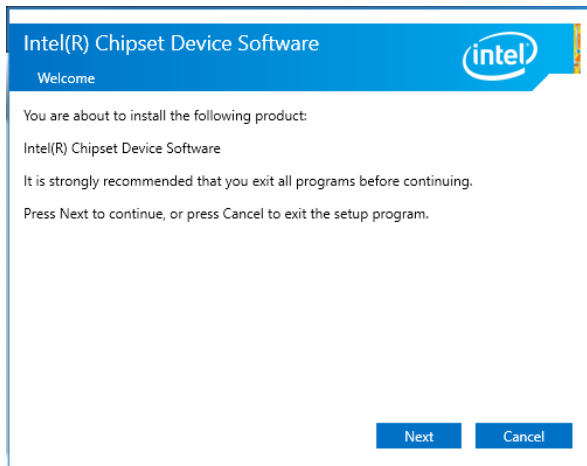 Intel(R) Chipset Device Software
intel
Welcome
You are about to install the following product:
Intel(R) Chipset Device Software
It is strongly recommended that you exit all programs before continuing.
Press Next to continue, or press Cancel to exit the setup program.
Next
Cancel